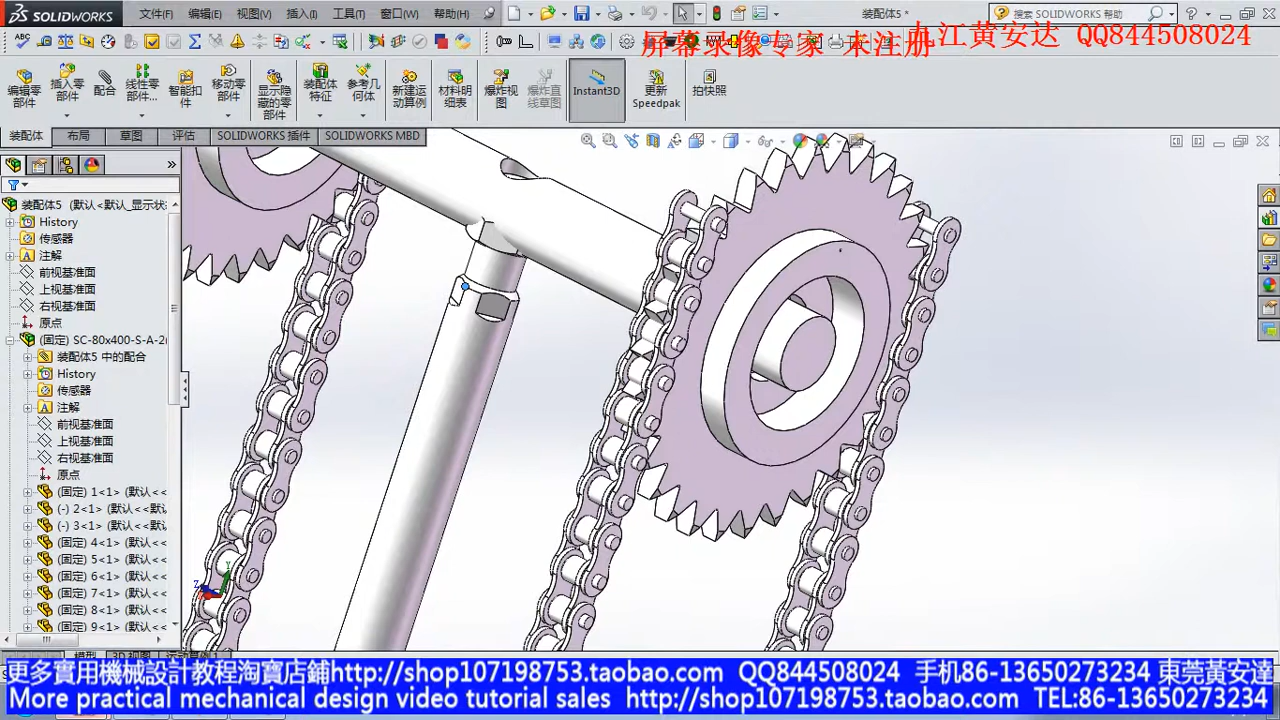 SOLIDWORKS 文件(F) 编辑(E) 视图(V) 插入(I) 工具(T) 窗口(W) 帮助(H) 装配体5 * 搜索 SOLIDWORKS 帮助
屏幕录像专家 未注册 九江黄安达 QQ844508024
编辑零部件 插入零部件 配合 线性零部件... 智能扣件 移动零部件 显示隐藏的零部件 装配体特征 参考几何体 新建运动算例 材料明细表 爆炸视图 爆炸直线草图 Instant3D 更新Speedpak 拍快照
装配体 布局 草图 评估 SOLIDWORKS 插件 SOLIDWORKS MBD
装配体5 (默认<默认_显示状
History
传感器
注解
前视基准面
上视基准面
右视基准面
原点
(固定) SC-80x400-S-A-2(
装配体5 中的配合
History
传感器
注解
前视基准面
上视基准面
右视基准面
原点
(固定) 1<1> (默认<<
(-) 2<1> (默认<<默
(-) 3<1> (默认<<默
(固定) 4<1> (默认<<
(固定) 5<1> (默认<<
(固定) 6<1> (默认<<
(固定) 7<1> (默认<<
(固定) 8<1> (默认<<
(固定) 9<1> (默认<<
模型 3D 视图 运动算例 1
更多實用機械設計教程淘寶店鋪http://shop107198753.taobao.com QQ844508024 手机86-13650273234 東莞黃安達
More practical mechanical design video tutorial sales http://shop107198753.taobao.com TEL:86-13650273234